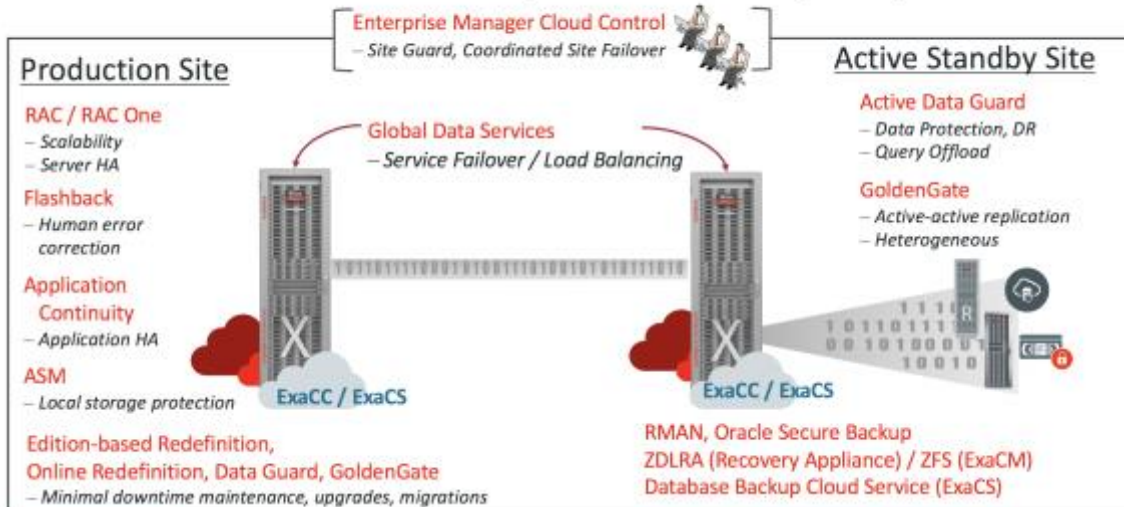 Enterprise Manager Cloud Control
– Site Guard, Coordinated Site Failover
Production Site
RAC / RAC One
– Scalability
– Server HA
Flashback
– Human error
correction
Application
Continuity
– Application HA
ASM
– Local storage protection
Edition-based Redefinition,
Online Redefinition, Data Guard, GoldenGate
– Minimal downtime maintenance, upgrades, migrations
Global Data Services
– Service Failover / Load Balancing
X
ExaCC / ExaCS
X
ExaCC / ExaCS
Active Standby Site
Active Data Guard
– Data Protection, DR
– Query Offload
GoldenGate
– Active-active replication
– Heterogeneous
R
10010
RMAN, Oracle Secure Backup
ZDLRA (Recovery Appliance) / ZFS (ExaCM)
Database Backup Cloud Service (ExaCS)